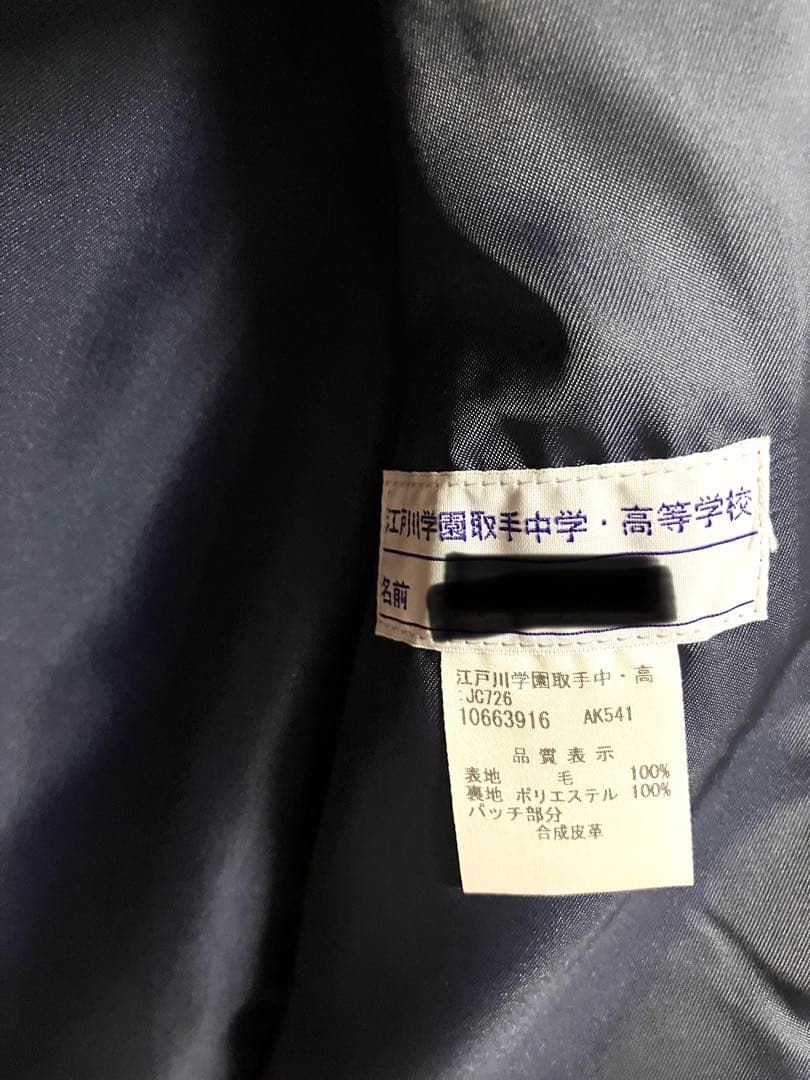 江戸川学園取手中学・高等学校
名前
江戸川学園取手中・高
:JC726
10663916 AK541
品質表示
表地 毛 100%
裏地 ポリエステル 100%
パッチ部分
合成皮革